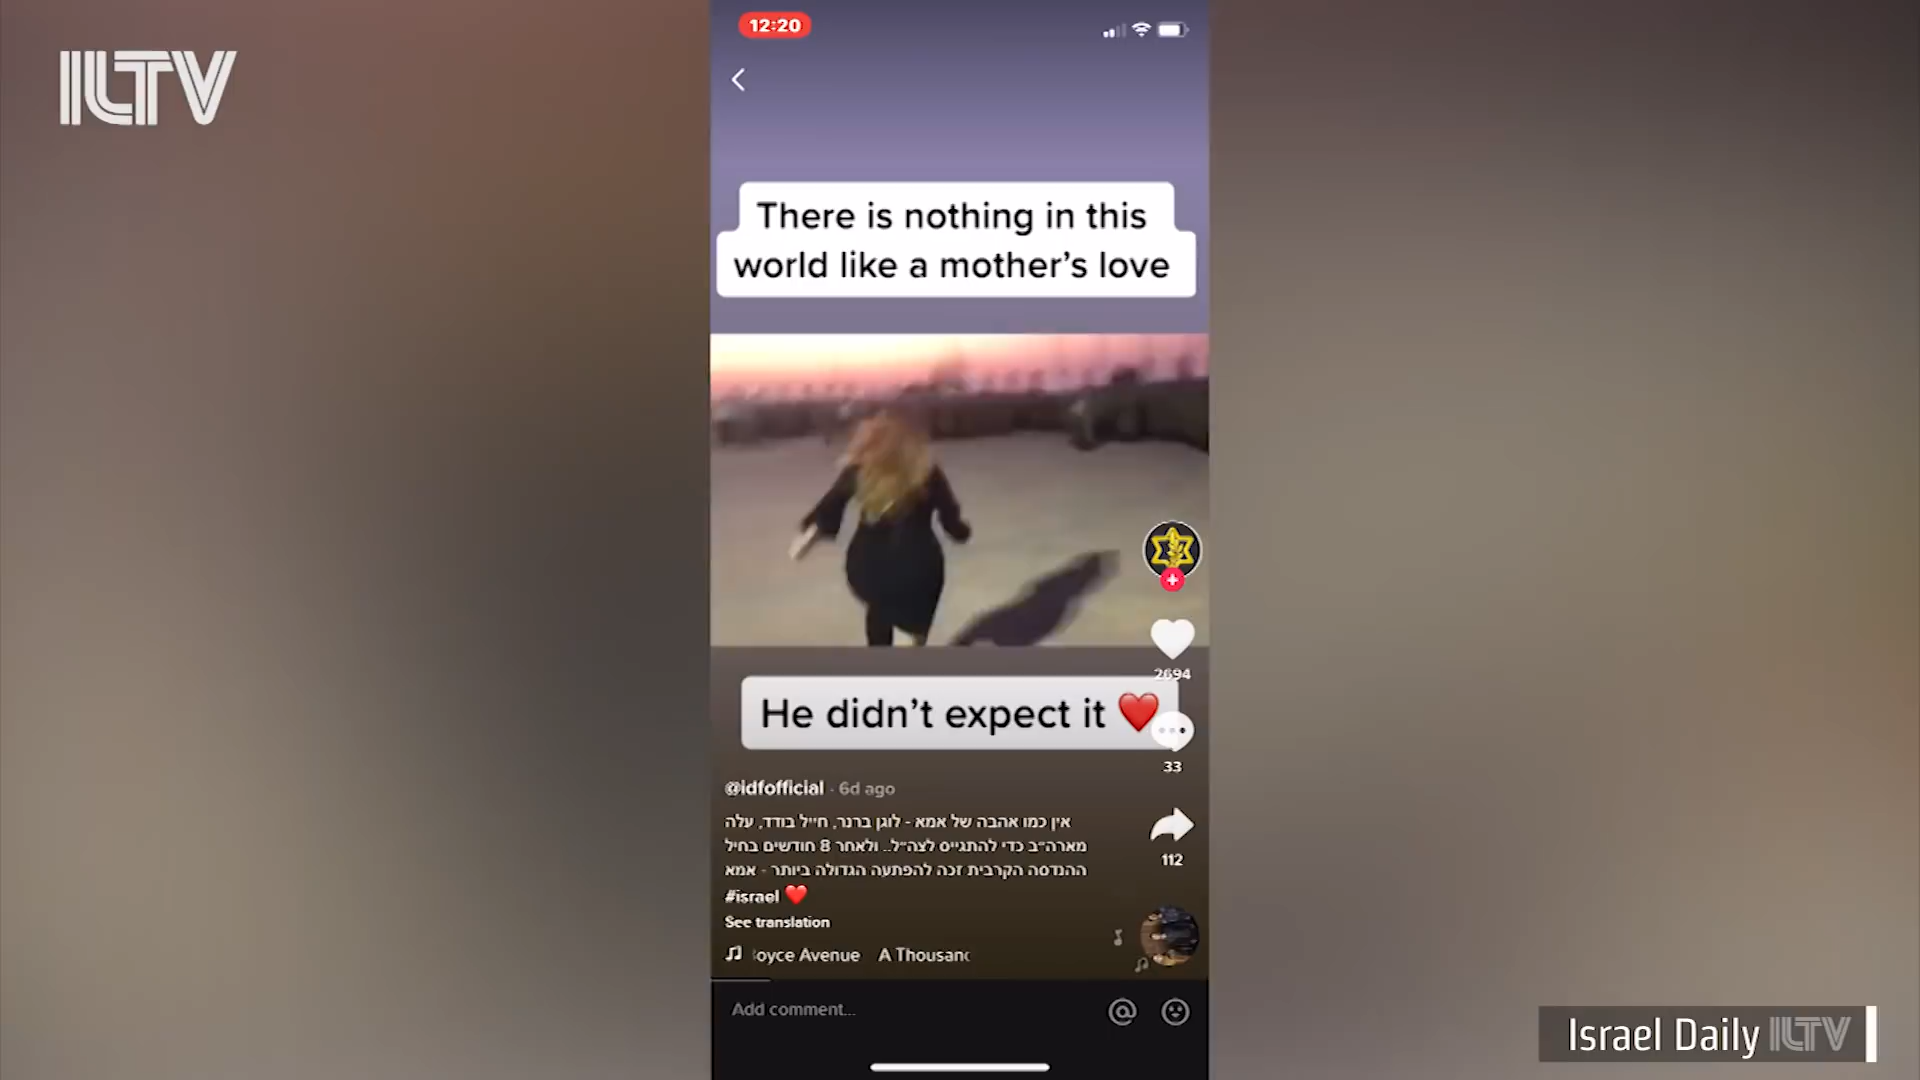 ILTV
12:20
There is nothing in this
world like a mother's love
He didn't expect it ❤️
2694
33
112
@idfofficial · 6d ago
אין כמו אהבה של אמא - לוגן ברנר, חייל בודד, עלה
מארה״ב כדי להתגייס לצה״ל.. ולאחר 8 חודשים בחיל
ההנדסה הקרבית זכה להפתעה הגדולה ביותר - אמא
#israel ❤️
See translation
oyce Avenue A Thousand
Add comment...
Israel Daily ILTV